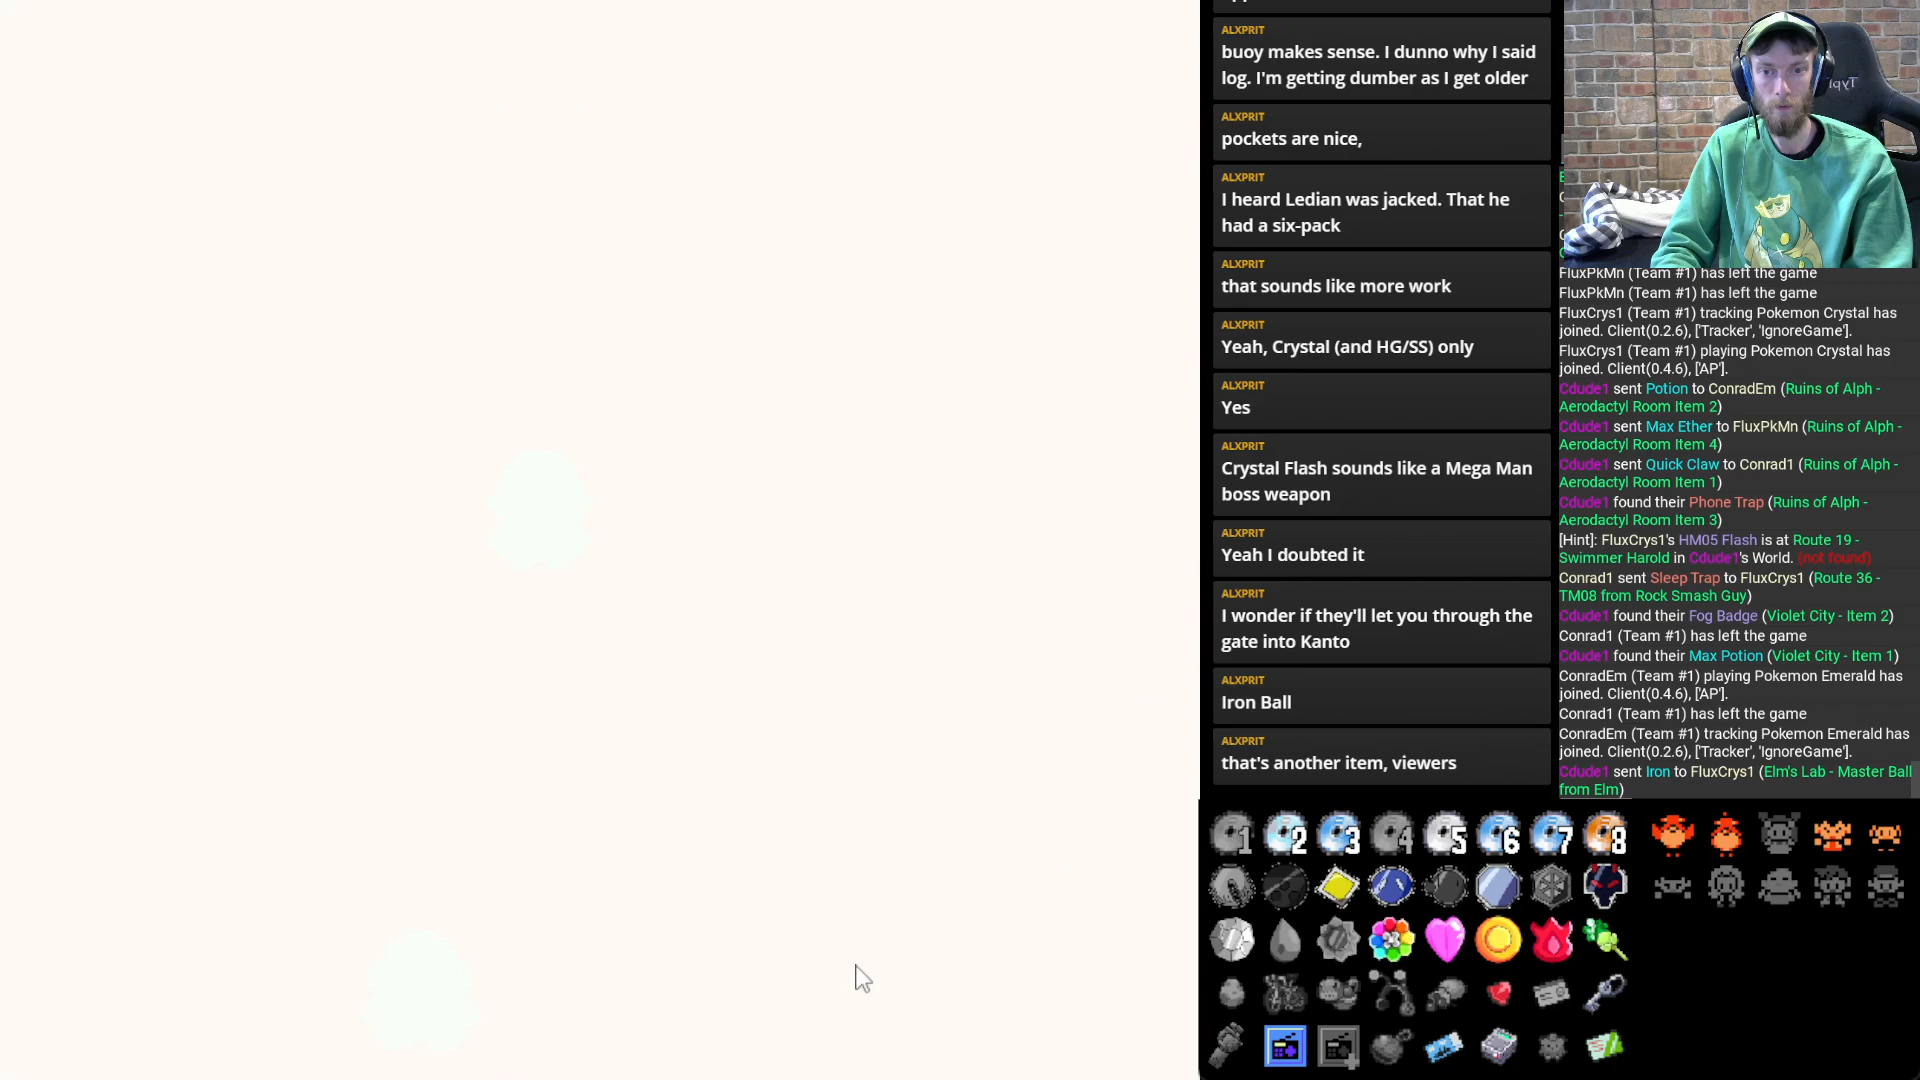 ALXPRIT
buoy makes sense. I dunno why I said
log. I'm getting dumber as I get older
ALXPRIT
pockets are nice,
ALXPRIT
I heard Ledian was jacked. That he
had a six-pack
ALXPRIT
that sounds like more work
ALXPRIT
Yeah, Crystal (and HG/SS) only
ALXPRIT
Yes
ALXPRIT
Crystal Flash sounds like a Mega Man
boss weapon
ALXPRIT
Yeah I doubted it
ALXPRIT
I wonder if they'll let you through the
gate into Kanto
ALXPRIT
Iron Ball
ALXPRIT
that's another item, viewers
FluxPkMn (Team #1) has left the game
FluxPkMn (Team #1) has left the game
FluxCrys1 (Team #1) tracking Pokemon Crystal has
joined. Client(0.2.6), ['Tracker', 'IgnoreGame'].
FluxCrys1 (Team #1) playing Pokemon Crystal has
joined. Client(0.4.6), ['AP'].
Cdude1 sent Potion to ConradEm (Ruins of Alph -
Aerodactyl Room Item 2)
Cdude1 sent Max Ether to FluxPkMn (Ruins of Alph -
Aerodactyl Room Item 4)
Cdude1 sent Quick Claw to Conrad1 (Ruins of Alph -
Aerodactyl Room Item 1)
Cdude1 found their Phone Trap (Ruins of Alph -
Aerodactyl Room Item 3)
[Hint]: FluxCrys1's HM05 Flash is at Route 19 -
Swimmer Harold in Cdude1's World. (not found)
Conrad1 sent Sleep Trap to FluxCrys1 (Route 36 -
TM08 from Rock Smash Guy)
Cdude1 found their Fog Badge (Violet City - Item 2)
Conrad1 (Team #1) has left the game
Cdude1 found their Max Potion (Violet City - Item 1)
ConradEm (Team #1) playing Pokemon Emerald has
joined. Client(0.4.6), ['AP'].
Conrad1 (Team #1) has left the game
ConradEm (Team #1) tracking Pokemon Emerald has
joined. Client(0.2.6), ['Tracker', 'IgnoreGame'].
Cdude1 sent Iron to FluxCrys1 (Elm's Lab - Master Ball
from Elm)
1 2 3 4 5 6 7 8